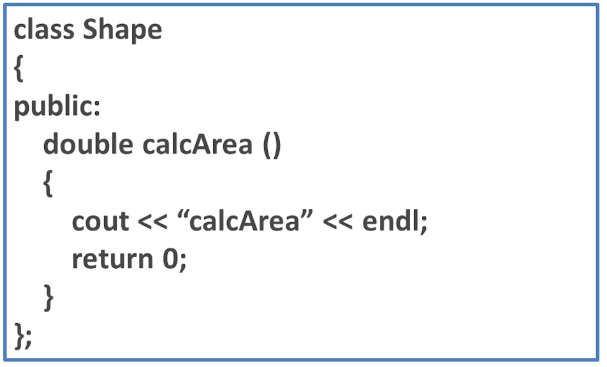 class Shape
{
public:
double calcArea ()
{
cout << “calcArea” << endl;
return 0;
}
};